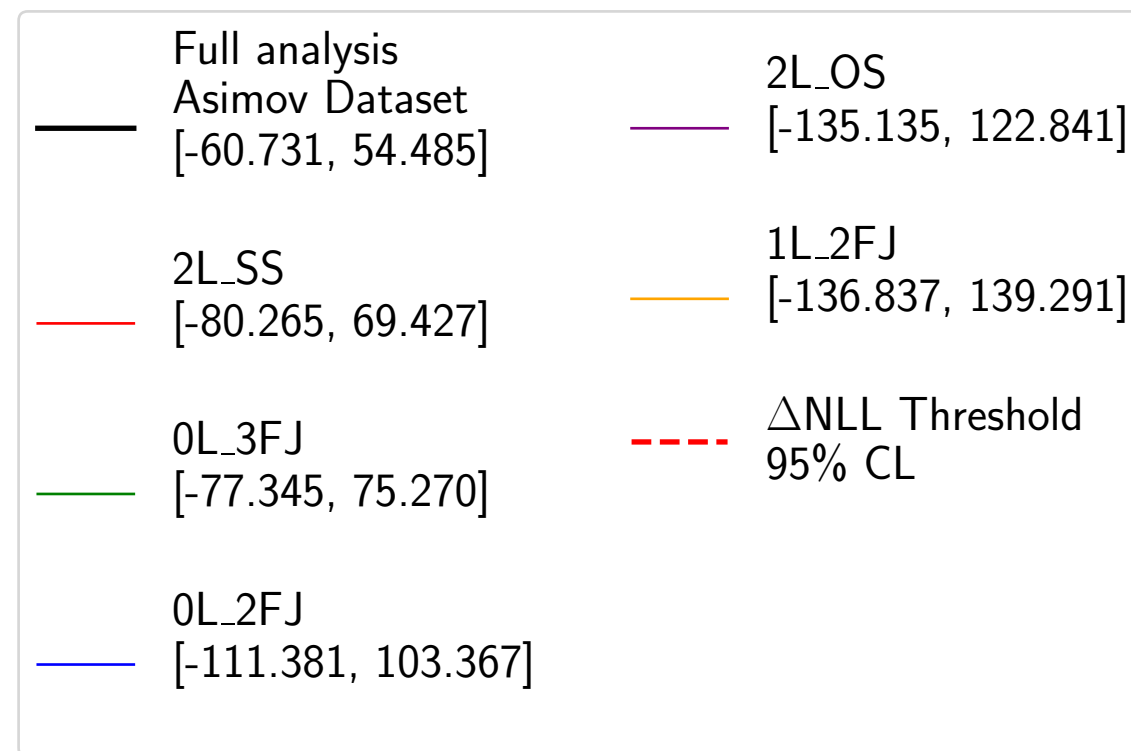 Full analysis
Asimov Dataset
[-60.731, 54.485]
2L_SS
[-80.265, 69.427]
0L_3FJ
[-77.345, 75.270]
0L_2FJ
[-111.381, 103.367]
2L_OS
[-135.135, 122.841]
1L_2FJ
[-136.837, 139.291]
ΔNLL Threshold
95% CL